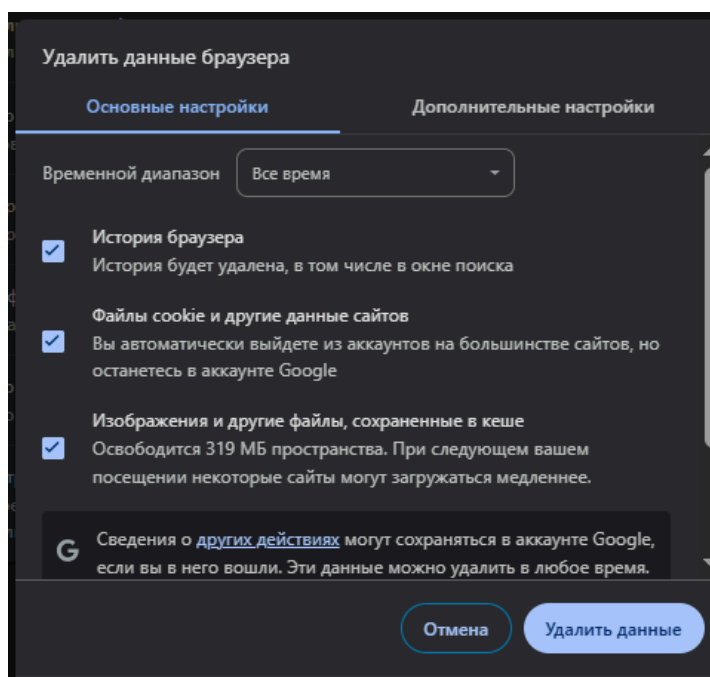 Удалить данные браузера
Основные настройки
Дополнительные настройки
Временной диапазон
Все время
История браузера
История будет удалена, в том числе в окне поиска
Файлы cookie и другие данные сайтов
Вы автоматически выйдете из аккаунтов на большинстве сайтов, но
останетесь в аккаунте Google
Изображения и другие файлы, сохраненные в кеше
Освободится 319 МБ пространства. При следующем вашем
посещении некоторые сайты могут загружаться медленнее.
G
Сведения о других действиях могут сохраняться в аккаунте Google,
если вы в него вошли. Эти данные можно удалить в любое время.
Отмена
Удалить данные